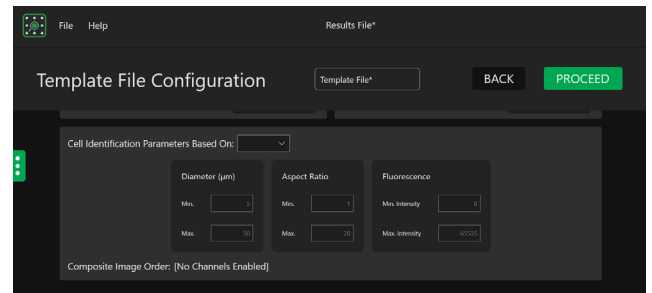 File Help Results File*
Template File Configuration Template File* BACK PROCEED
Cell Identification Parameters Based On:
Diameter (µm) Aspect Ratio Fluorescence
Min. 5 Min. 1 Min. Intensity 0
Max. 50 Max. 20 Max. Intensity 65535
Composite Image Order: [No Channels Enabled]